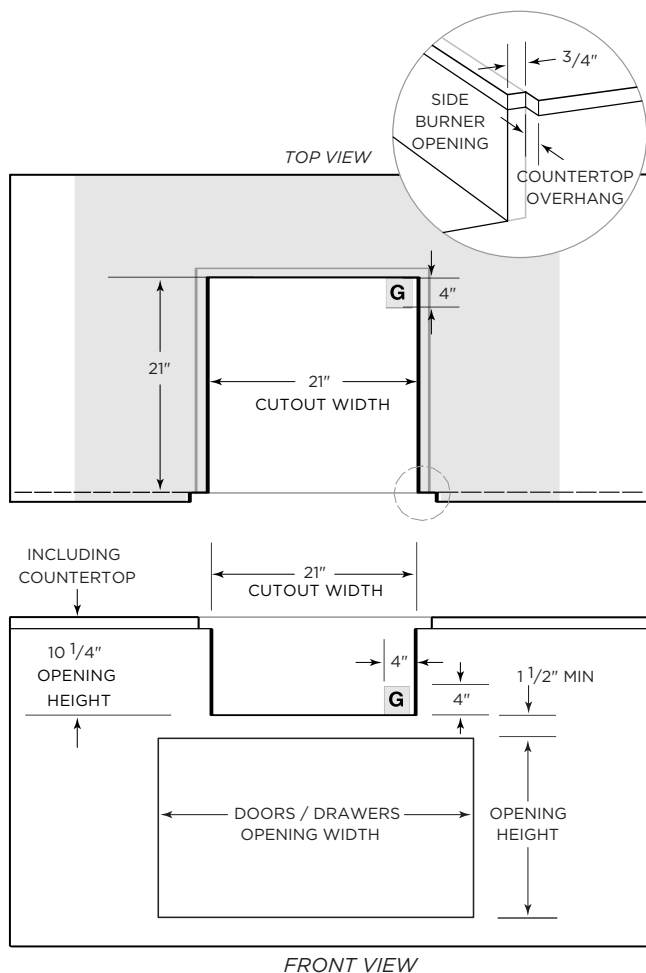 3/4"
SIDE
BURNER
OPENING
COUNTERTOP
OVERHANG
TOP VIEW
G
4"
21"
21"
CUTOUT WIDTH
INCLUDING
COUNTERTOP
21"
CUTOUT WIDTH
10 1/4"
OPENING
HEIGHT
4"
G
4"
1 1/2" MIN
DOORS / DRAWERS
OPENING WIDTH
OPENING
HEIGHT
FRONT VIEW